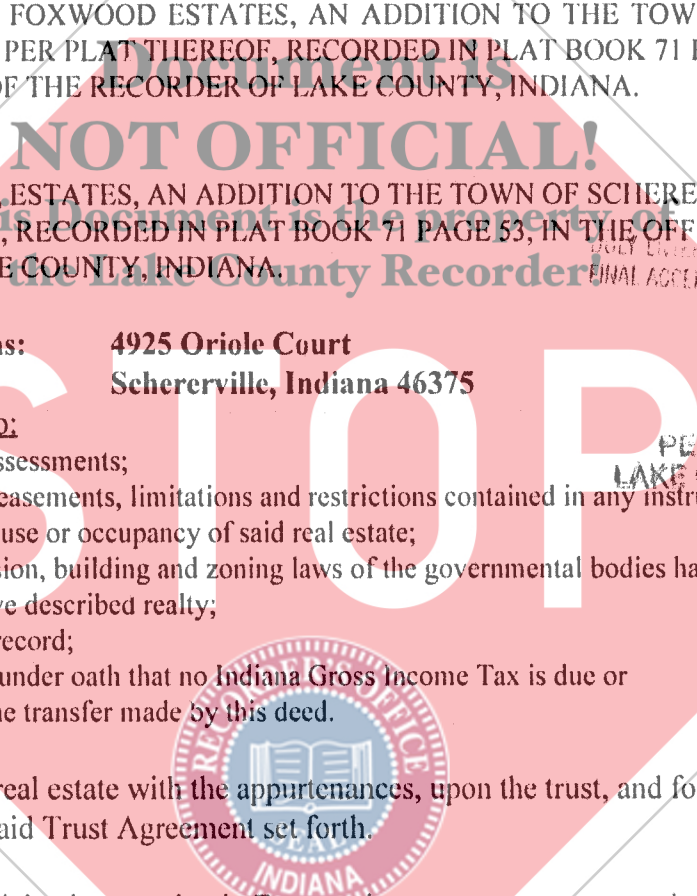 FOXWOOD ESTATES, AN ADDITION TO THE TOW
PER PLAT THEREOF, RECORDED IN PLAT BOOK 71
OF THE RECORDER OF LAKE COUNTY, INDIANA.
Document is
NOT OFFICIAL!
ESTATES, AN ADDITION TO THE TOWN OF SCHERE
is Document is the property of
, RECORDED IN PLAT BOOK 71 PAGE 53, IN THE OFF
the Lake County Recorder!
E COUNTY, INDIANA.
FINAL
as: 4925 Oriole Court
Schererville, Indiana 46375
STOP
o:
ssessments;
easements, limitations and restrictions contained in any instru
LAKE
use or occupancy of said real estate;
sion, building and zoning laws of the governmental bodies ha
ve described realty;
record;
under oath that no Indiana Gross Income Tax is due or
he transfer made by this deed.
RECORDER'S OFFICE
SEAL
INDIANA
real estate with the appurtenances, upon the trust, and fo
aid Trust Agreement set forth.